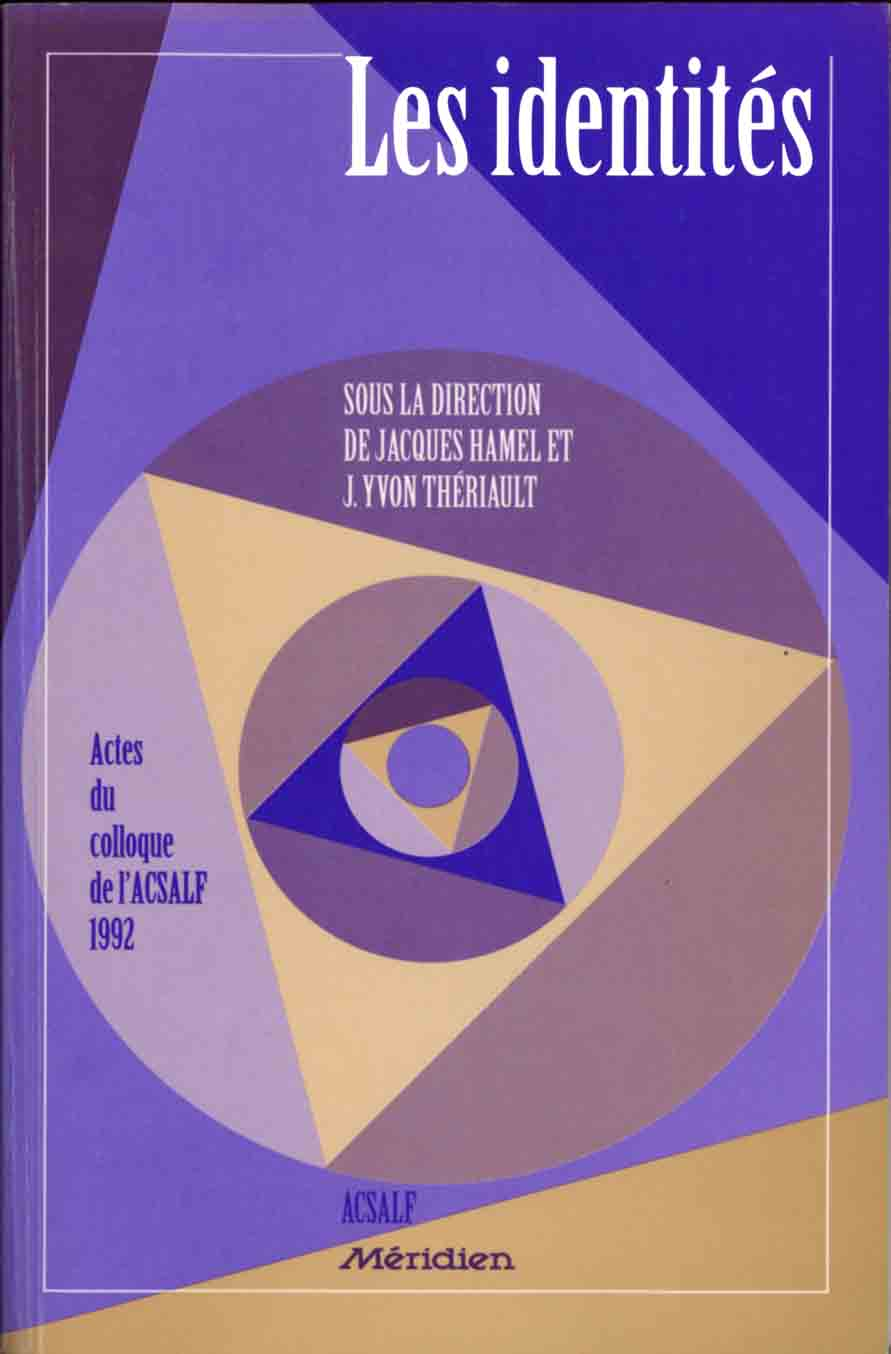 Les identités
SOUS LA DIRECTION
DE JACQUES HAMEL ET
J. YVON THÉRIAULT
Actes
du
colloque
de l'ACSALF
1992
ACSALF
Méridien